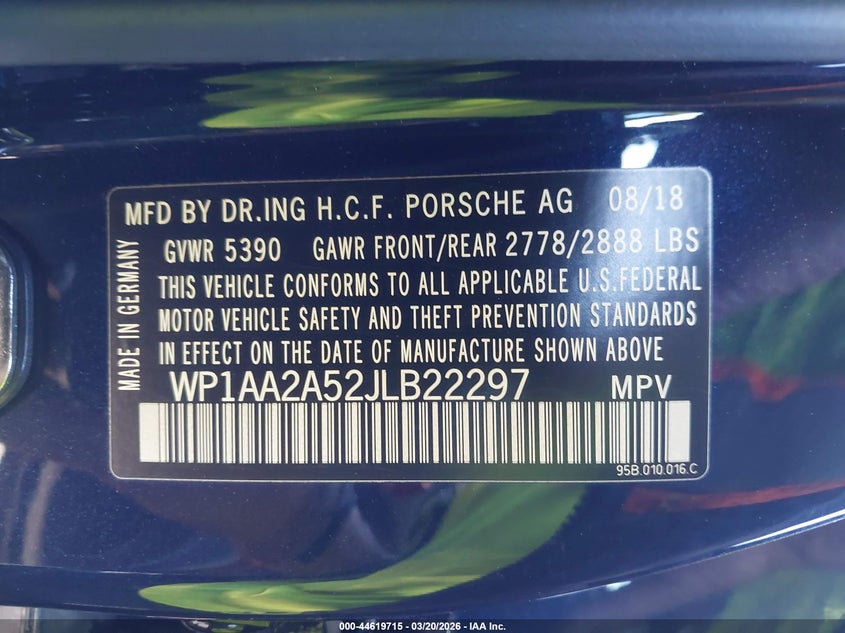 MFD BY DR.ING H.C.F. PORSCHE AG 08/18
GVWR 5390 GAWR FRONT/REAR 2778/2888 LBS
THIS VEHICLE CONFORMS TO ALL APPLICABLE U.S.FEDERAL
MOTOR VEHICLE SAFETY AND THEFT PREVENTION STANDARDS
IN EFFECT ON THE DATE OF MANUFACTURE SHOWN ABOVE
WP1AA2A52JLB22297 MPV
95B.010.016.C
MADE IN GERMANY
000-44619715 - 03/20/2026 - IAA Inc.